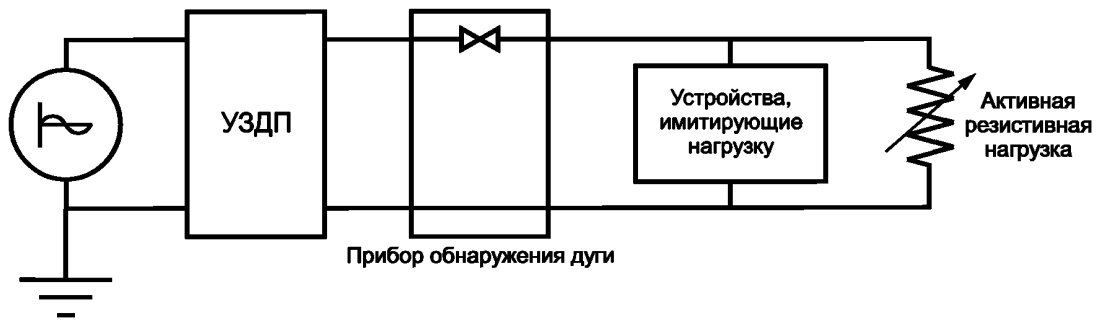 УЗДП
Устройства,
имитирующие
нагрузку
Активная
резистивная
нагрузка
Прибор обнаружения дуги